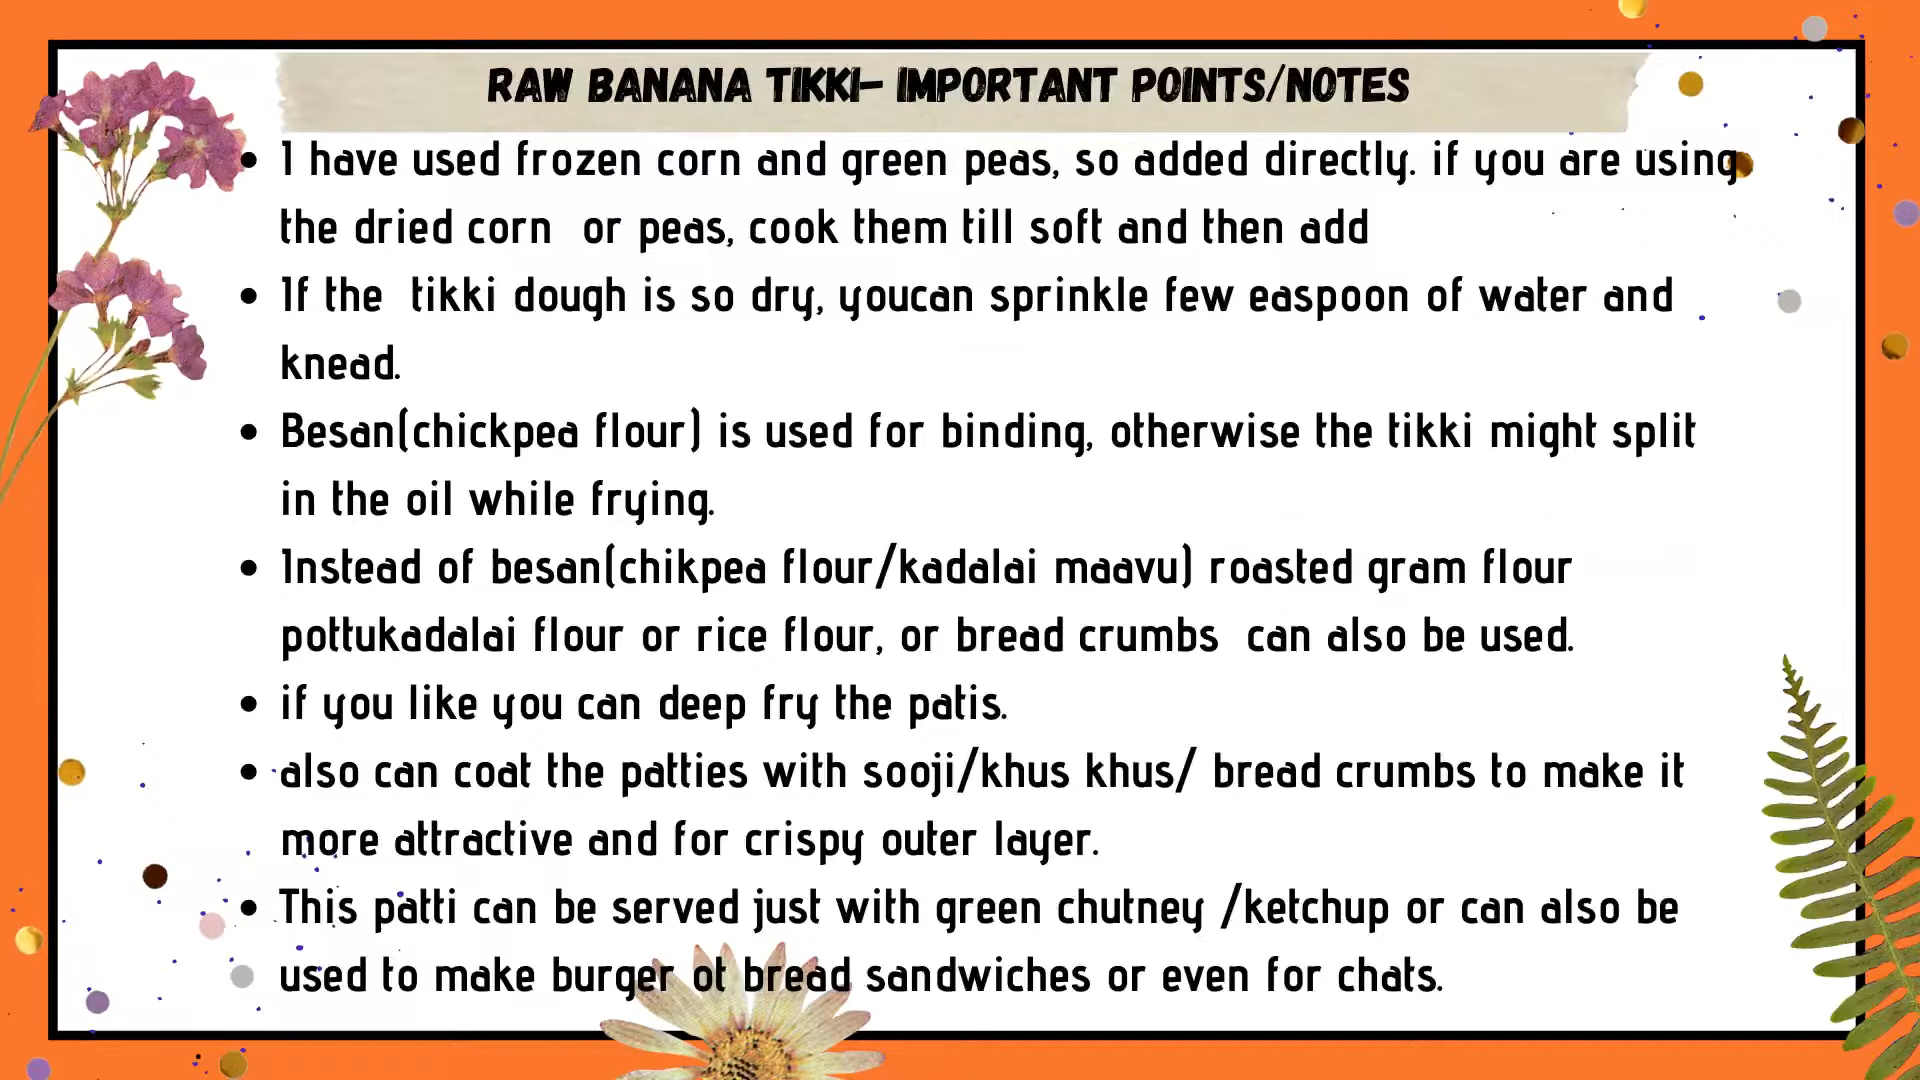 RAW BANANA TIKKI- IMPORTANT POINTS/NOTES
• I have used frozen corn and green peas, so added directly. if you are using
the dried corn or peas, cook them till soft and then add
• If the tikki dough is so dry, youcan sprinkle few easpoon of water and
knead.
• Besan(chickpea flour) is used for binding, otherwise the tikki might split
in the oil while frying.
• Instead of besan(chikpea flour/kadalai maavu) roasted gram flour
pottukadalai flour or rice flour, or bread crumbs can also be used.
• if you like you can deep fry the patis.
• also can coat the patties with sooji/khus khus/ bread crumbs to make it
more attractive and for crispy outer layer.
• This patti can be served just with green chutney /ketchup or can also be
used to make burger ot bread sandwiches or even for chats.